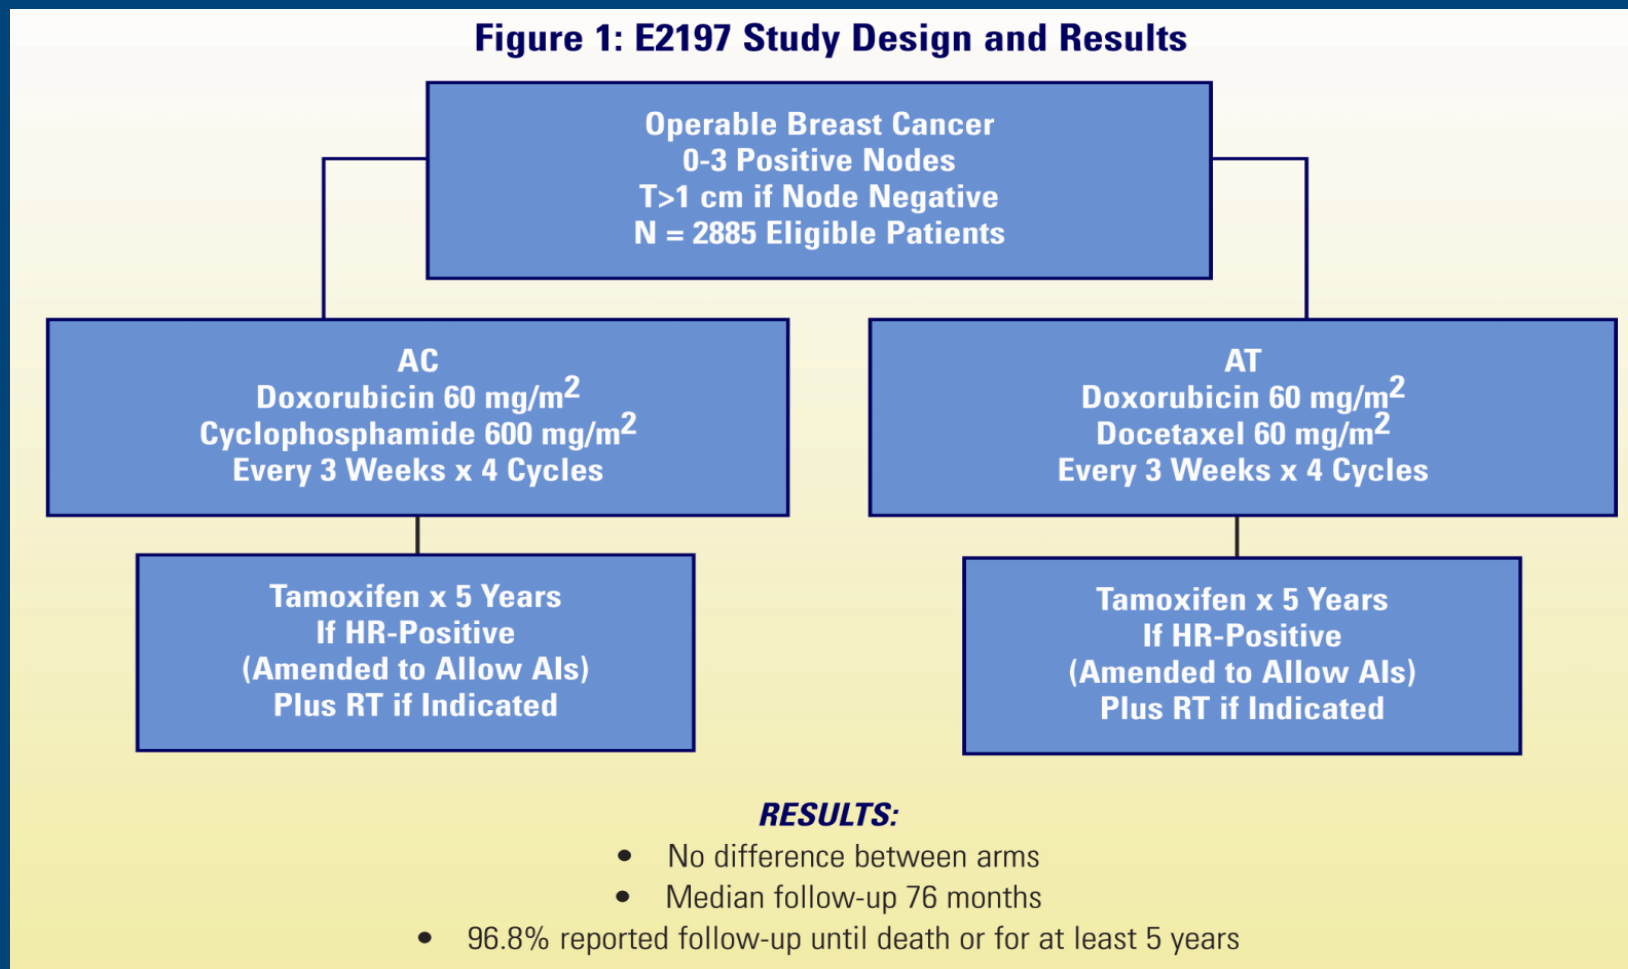 Figure 1: E2197 Study Design and Results
Operable Breast Cancer
0-3 Positive Nodes
T>1 cm if Node Negative
N = 2885 Eligible Patients
AC
Doxorubicin 60 mg/m²
Cyclophosphamide 600 mg/m²
Every 3 Weeks x 4 Cycles
AT
Doxorubicin 60 mg/m²
Docetaxel 60 mg/m²
Every 3 Weeks x 4 Cycles
Tamoxifen x 5 Years
If HR-Positive
(Amended to Allow AIs)
Plus RT if Indicated
Tamoxifen x 5 Years
If HR-Positive
(Amended to Allow AIs)
Plus RT if Indicated
RESULTS:
• No difference between arms
• Median follow-up 76 months
• 96.8% reported follow-up until death or for at least 5 years